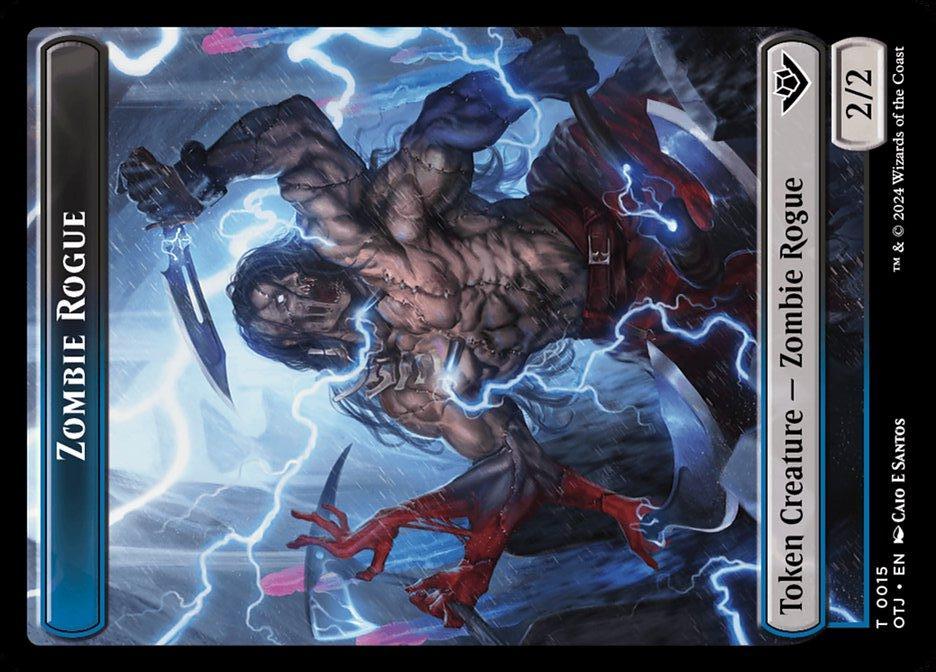 ZOMBIE ROGUE
Token Creature — Zombie Rogue
2/2
T 0015
OTJ • EN CAIO E SANTOS
™ & © 2024 Wizards of the Coast